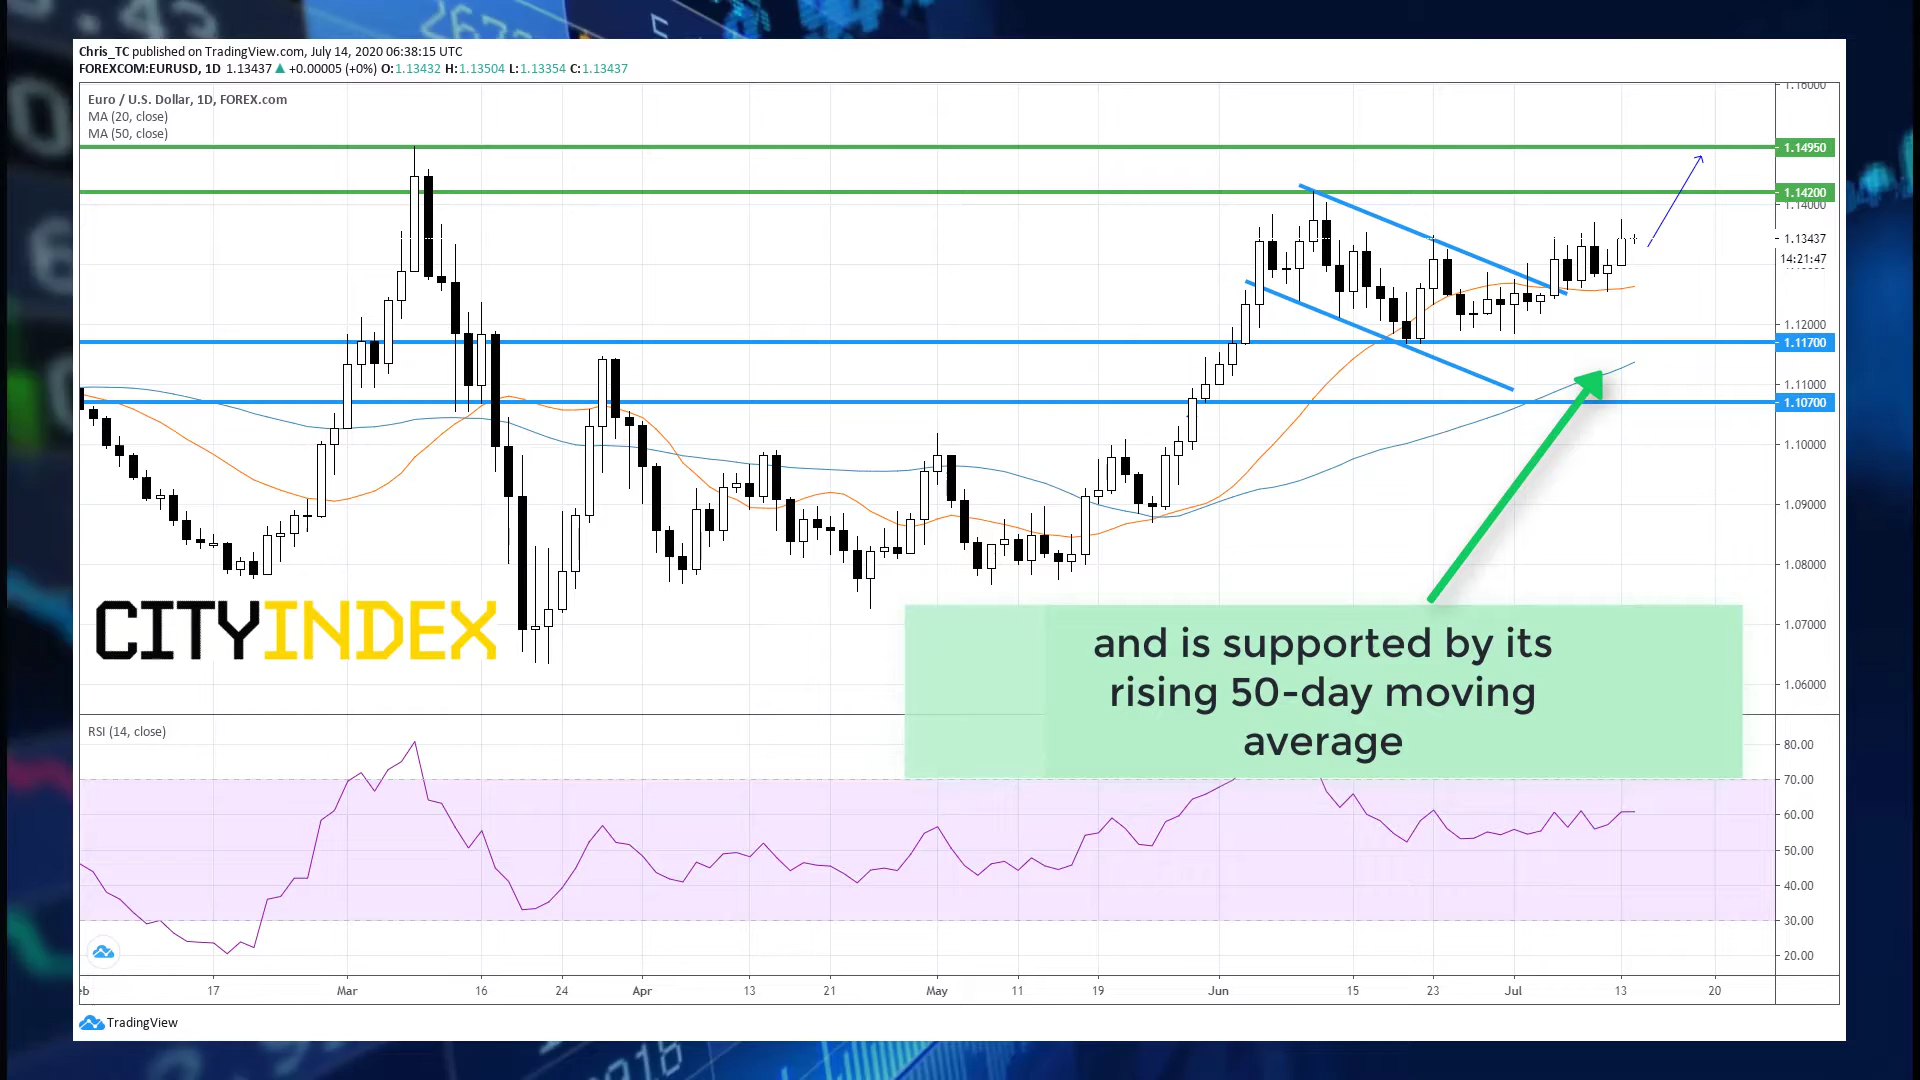 Chris_TC published on TradingView.com, July 14, 2020 06:38:15 UTC
FOREXCOM:EURUSD, 1D 1.13437 ▲ +0.00005 (+0%) O:1.13432 H:1.13504 L:1.13354 C:1.13437
Euro / U.S. Dollar, 1D, FOREX.com
MA (20, close)
MA (50, close)
1.16000
1.14950
1.14200
1.14000
1.13437
14:21:47
1.12000
1.11700
1.11000
1.10700
1.10000
1.09000
1.08000
1.07000
1.06000
CITYINDEX
and is supported by its
rising 50-day moving
average
RSI (14, close)
80.00
70.00
60.00
50.00
40.00
30.00
20.00
eb 17 Mar 16 24 Apr 13 21 May 11 19 Jun 15 23 Jul 13 20
TradingView